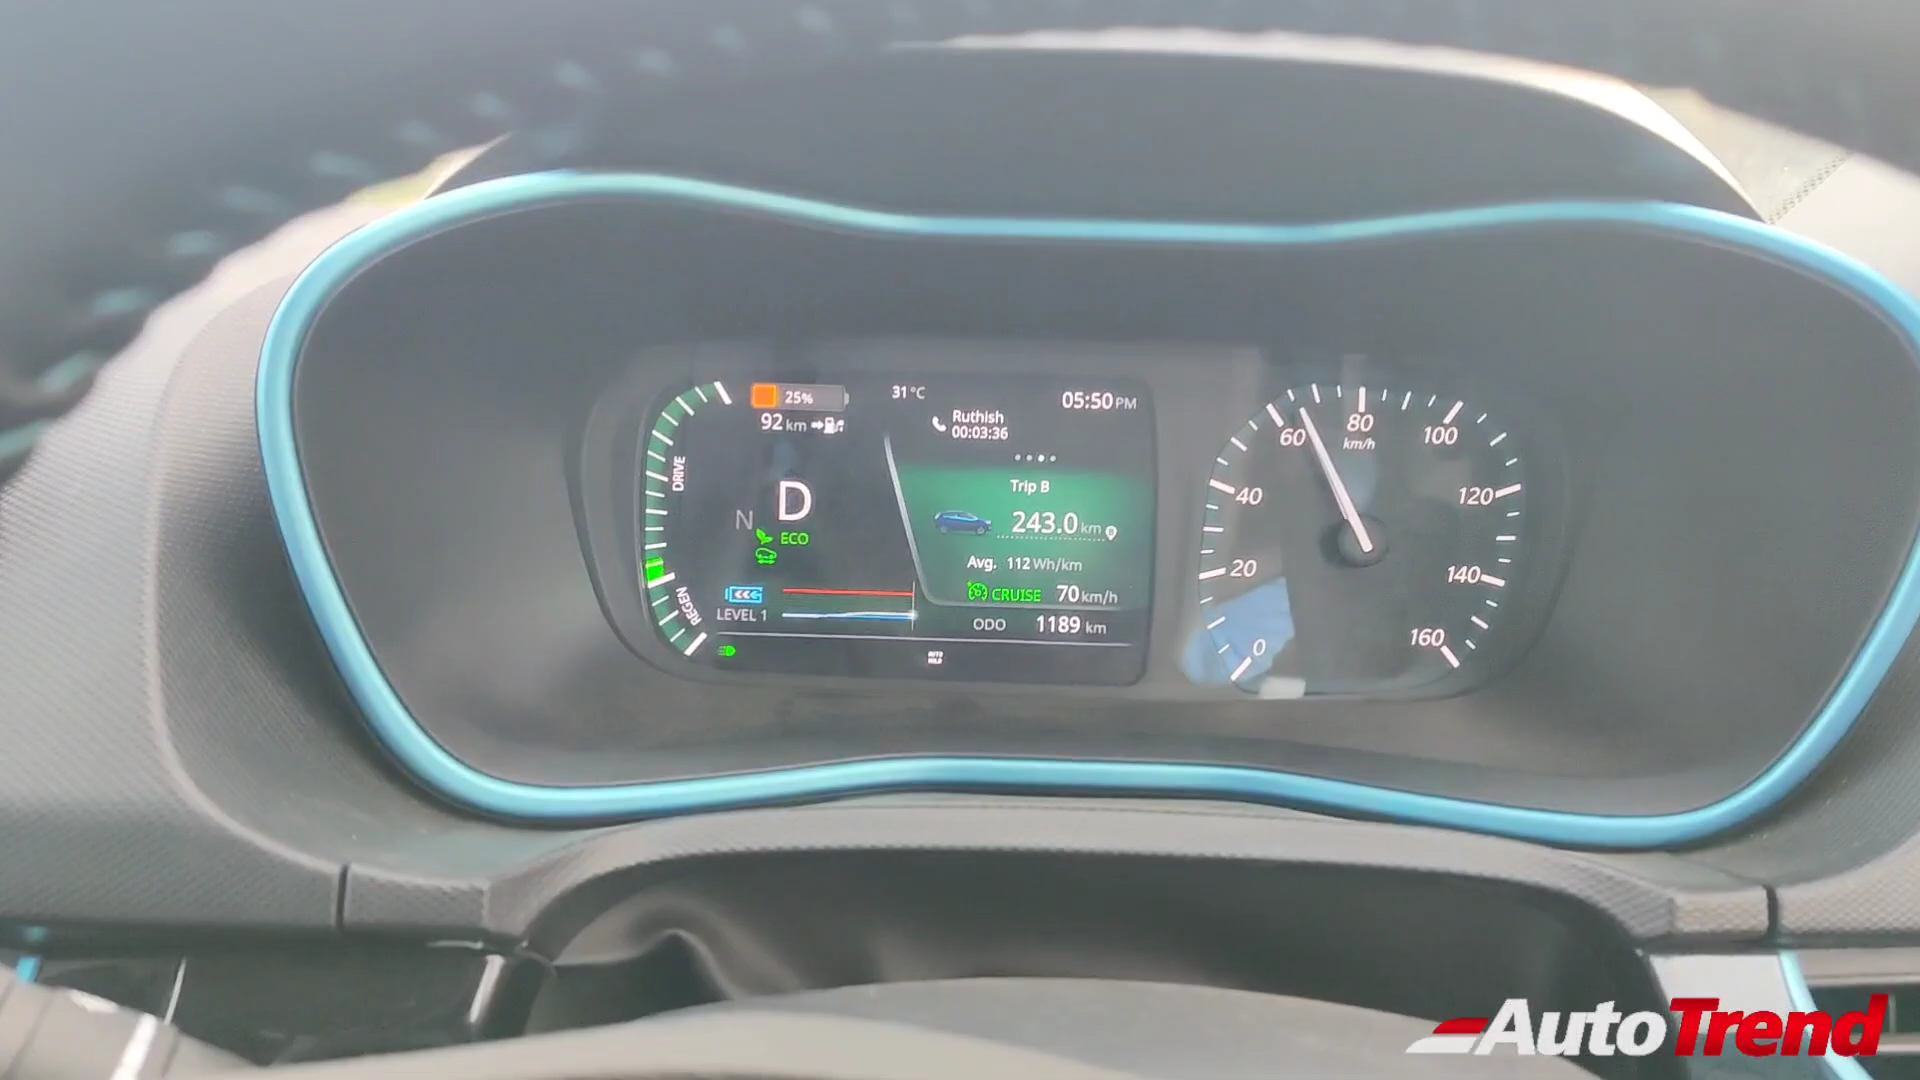 25%
92 km
31°C
05:50 PM
Ruthish
00:03:36
Trip B
243.0 km
Avg. 112 Wh/km
CRUISE 70 km/h
ODO 1189 km
DRIVE
REGEN
D
N
ECO
LEVEL 1
AUTO HOLD
0
20
40
60
80
km/h
100
120
140
160
AutoTrend